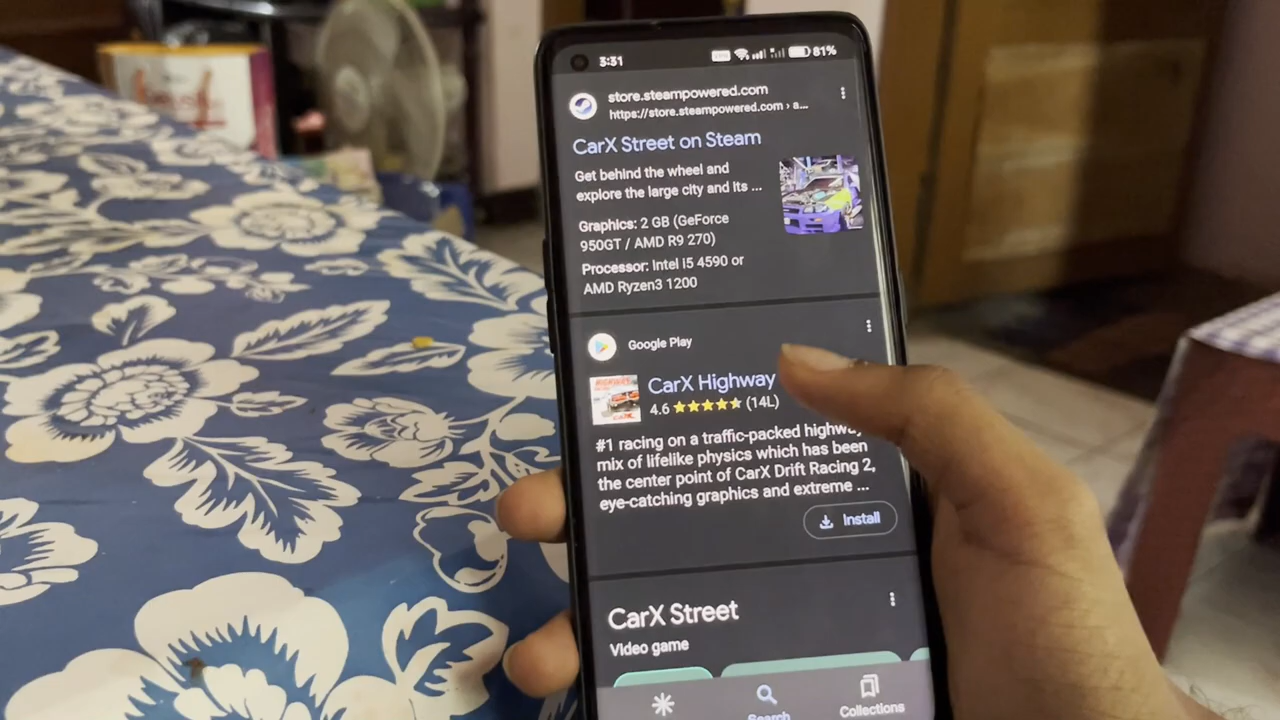 3:31
81%
store.steampowered.com
https://store.steampowered.com › a...
CarX Street on Steam
Get behind the wheel and
explore the large city and its ...
Graphics: 2 GB (GeForce
950GT / AMD R9 270)
Processor: Intel i5 4590 or
AMD Ryzen3 1200
Google Play
CarX Highway
4.6 ★★★★★ (14L)
#1 racing on a traffic-packed highway
mix of lifelike physics which has been
the center point of CarX Drift Racing 2,
eye-catching graphics and extreme ...
Install
CarX Street
Video game
Search
Collections